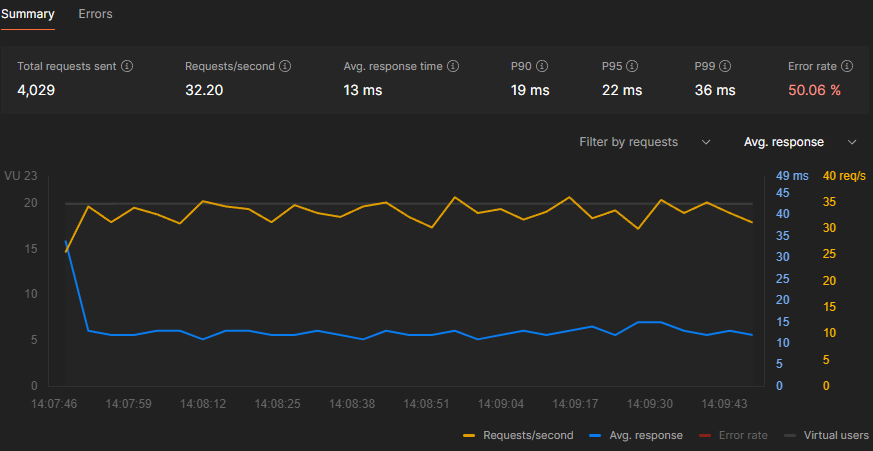 Summary Errors
Total requests sent Requests/second Avg. response time P90 P95 P99 Error rate
4,029 32.20 13 ms 19 ms 22 ms 36 ms 50.06 %
Filter by requests Avg. response
VU 23 49 ms 40 req/s
45
20 40 35
35 30
15 30 25
25 20
10 20 15
5 15 10
10 5
5
0 0 0
14:07:46 14:07:59 14:08:12 14:08:25 14:08:38 14:08:51 14:09:04 14:09:17 14:09:30 14:09:43
Requests/second Avg. response Error rate Virtual users